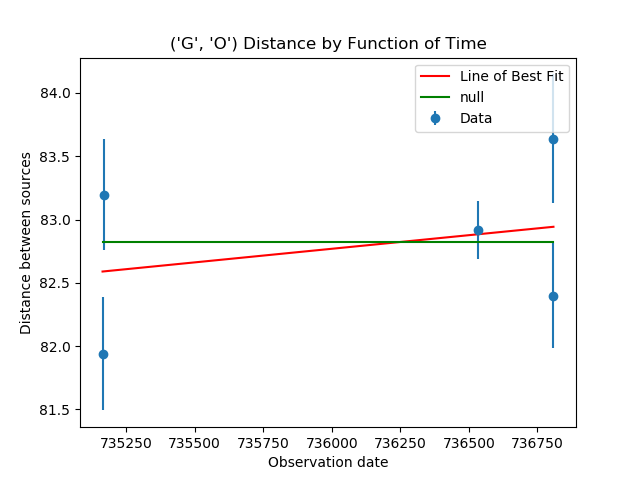 ('G', 'O') Distance by Function of Time
Line of Best Fit
null
Data
Distance between sources
84.0
83.5
83.0
82.5
82.0
81.5
735250 735500 735750 736000 736250 736500 736750
Observation date